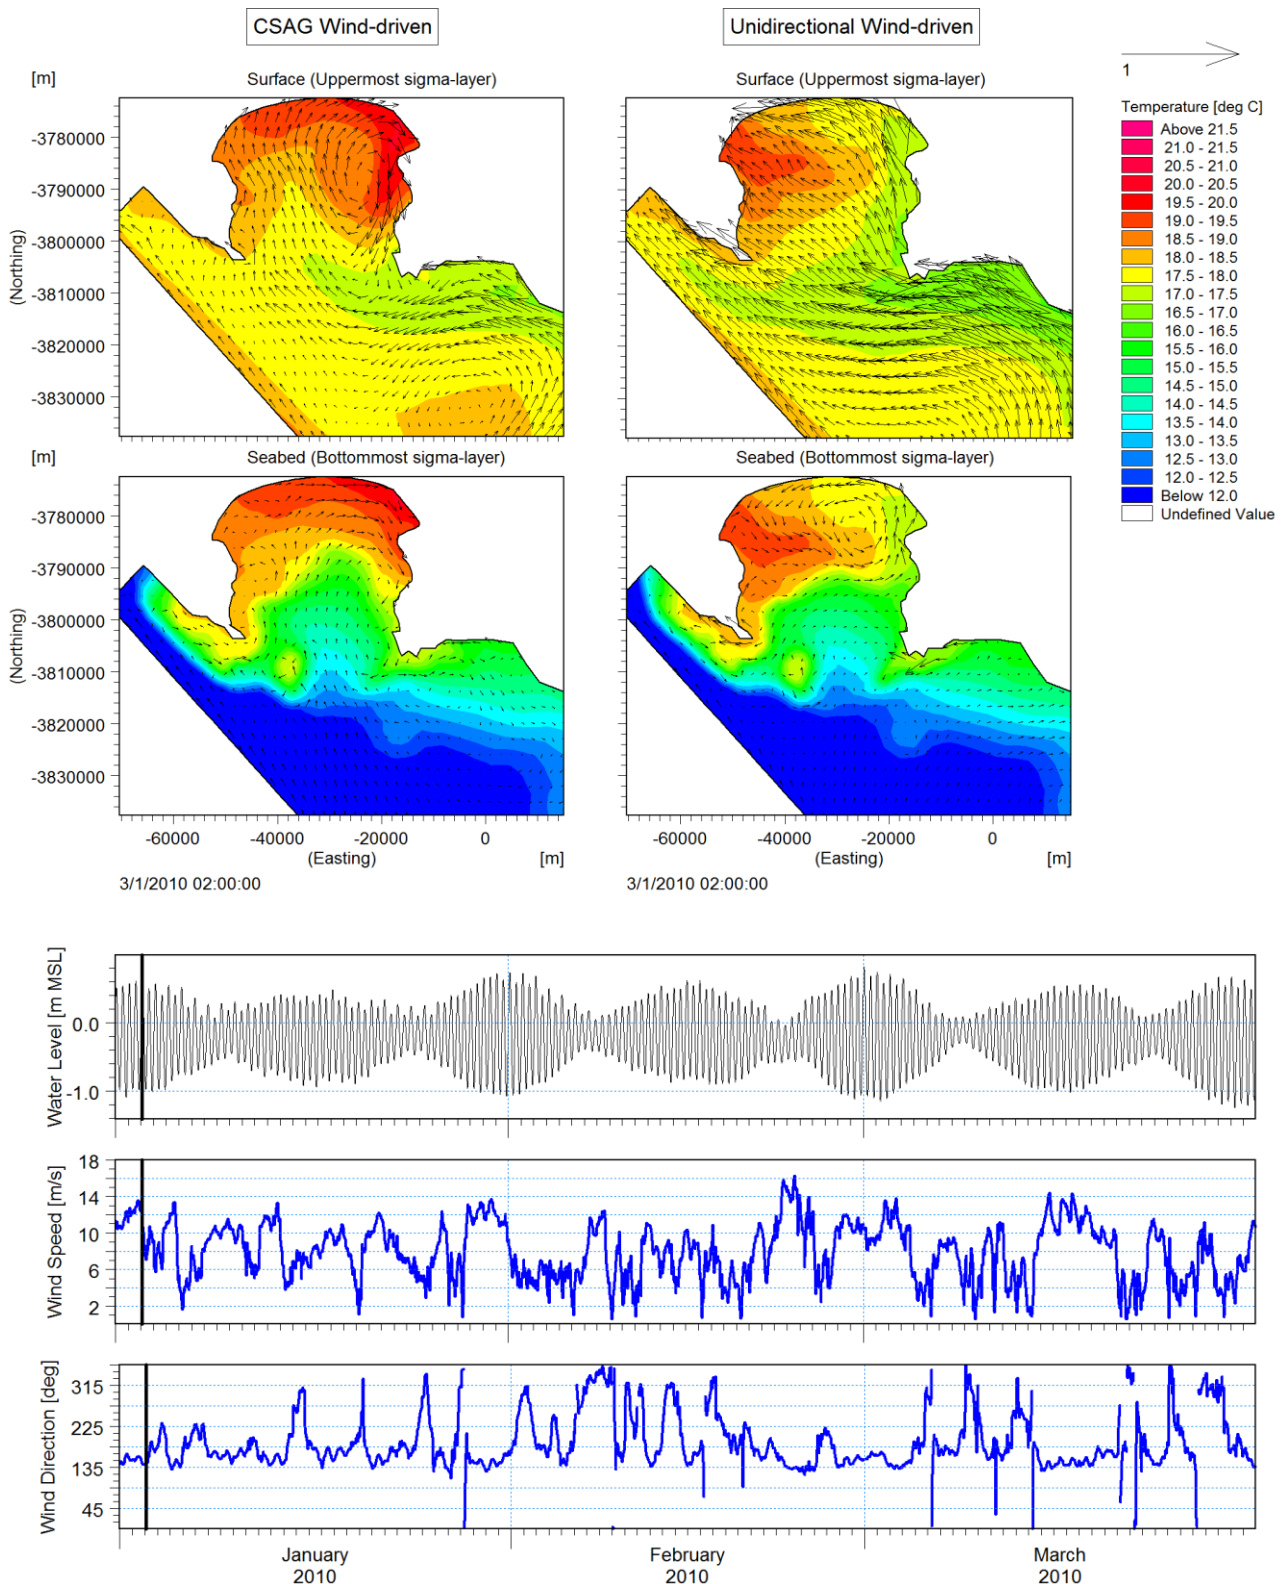 CSAG Wind-driven
Unidirectional Wind-driven
1
[m]
Surface (Uppermost sigma-layer)
Surface (Uppermost sigma-layer)
Temperature [deg C]
Above 21.5
21.0 - 21.5
20.5 - 21.0
20.0 - 20.5
19.5 - 20.0
19.0 - 19.5
18.5 - 19.0
18.0 - 18.5
17.5 - 18.0
17.0 - 17.5
16.5 - 17.0
16.0 - 16.5
15.5 - 16.0
15.0 - 15.5
14.5 - 15.0
14.0 - 14.5
13.5 - 14.0
13.0 - 13.5
12.5 - 13.0
12.0 - 12.5
Below 12.0
Undefined Value
-3780000
-3790000
-3800000
-3810000
-3820000
-3830000
(Northing)
[m]
Seabed (Bottommost sigma-layer)
Seabed (Bottommost sigma-layer)
-3780000
-3790000
-3800000
-3810000
-3820000
-3830000
(Northing)
-60000
-40000
-20000
0
(Easting)
[m]
-60000
-40000
-20000
0
(Easting)
[m]
3/1/2010 02:00:00
3/1/2010 02:00:00
Water Level [m MSL]
0.0
-1.0
Wind Speed [m/s]
18
14
10
6
2
Wind Direction [deg]
315
225
135
45
January
2010
February
2010
March
2010